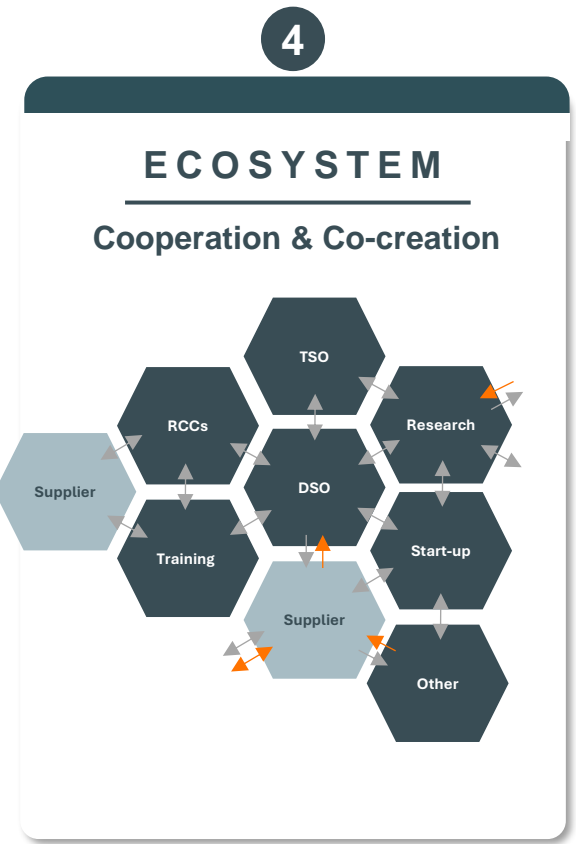 4
ECOSYSTEM
Cooperation & Co-creation
TSO
RCCs
Research
DSO
Supplier
Training
Start-up
Supplier
Other